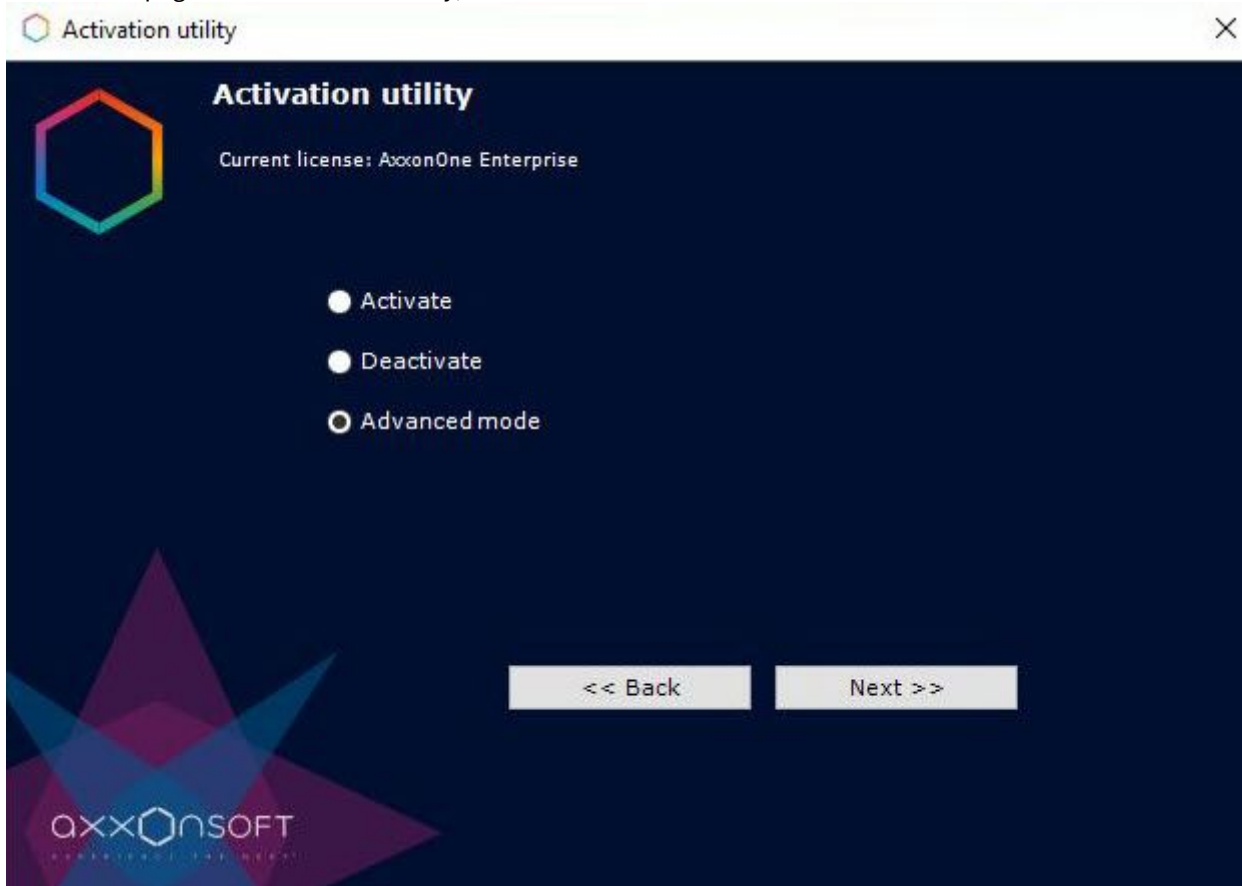 Activation utility
Activation utility
Current license: AxxonOne Enterprise
Activate
Deactivate
Advanced mode
<< Back
Next >>
axxonsoft